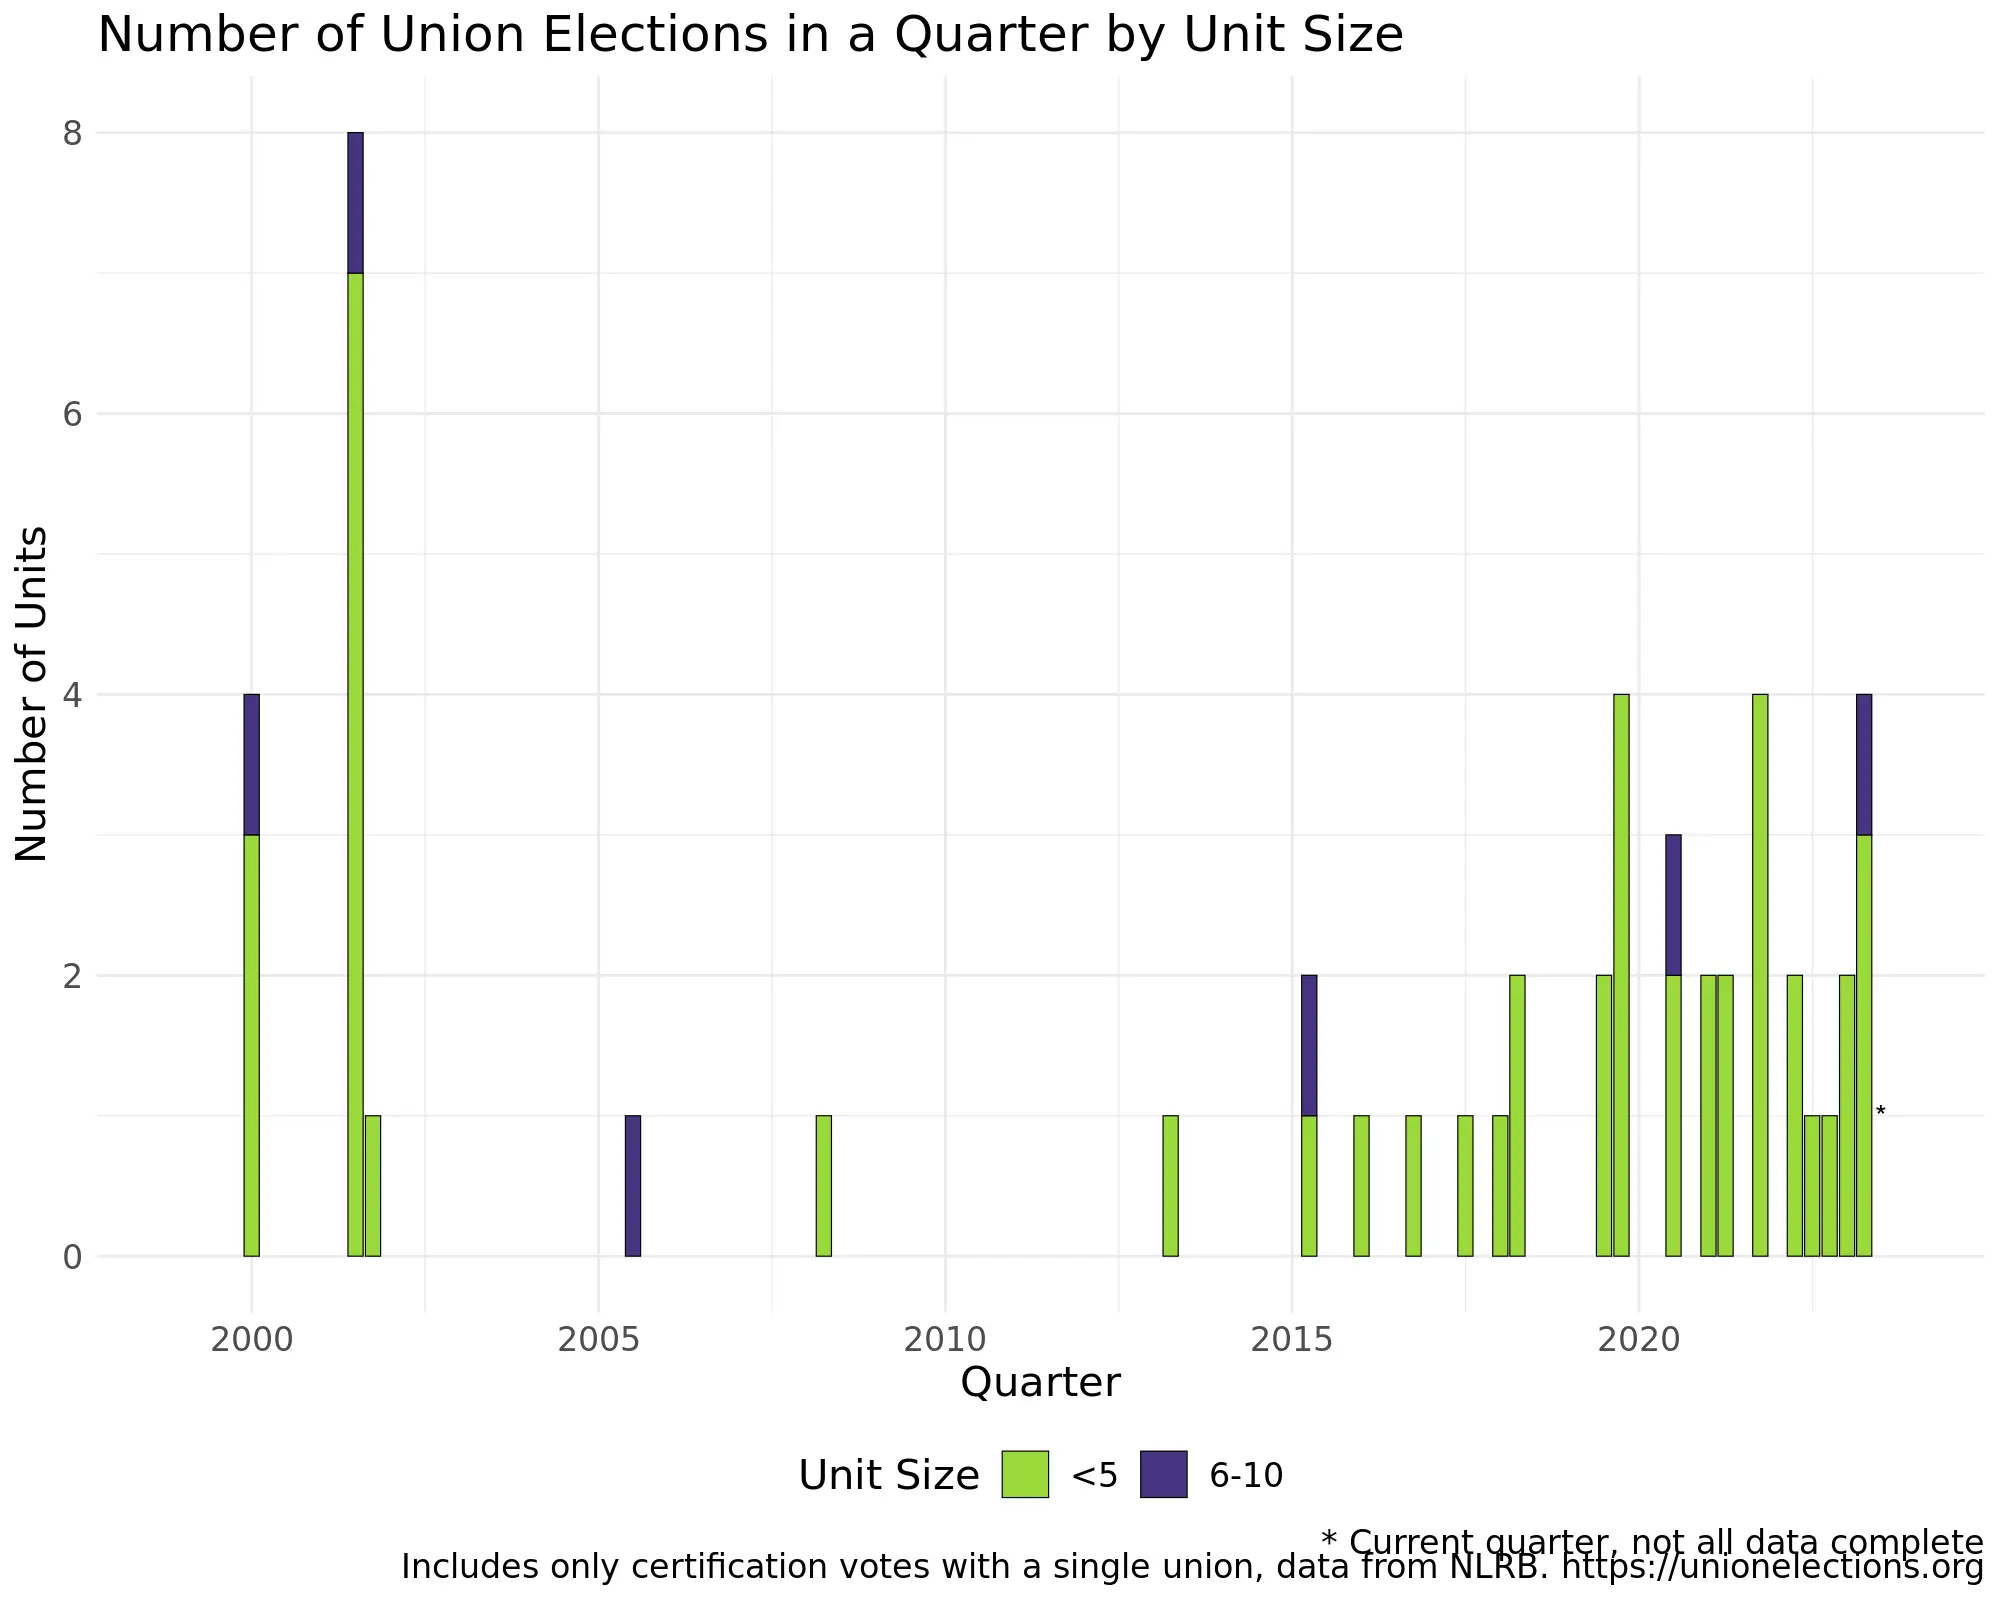 Number of Union Elections in a Quarter by Unit Size
Number of Units
8
6
4
2
0
*
2000 2005 2010 2015 2020
Quarter
Unit Size <5 6-10
* Current quarter, not all data complete
Includes only certification votes with a single union, data from NLRB. https://unionelections.org